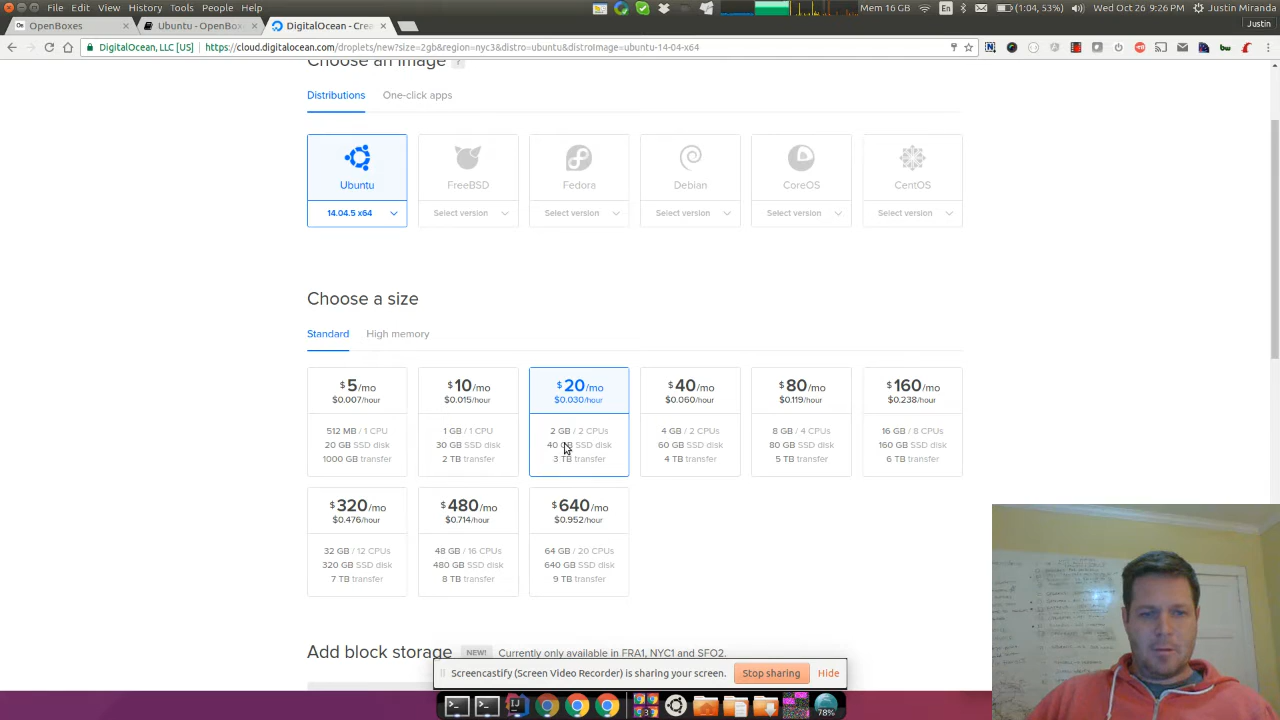 File Edit View History Bookmarks Tools People Help
Mem 16 GB En (1:04, 53%) Wed Oct 26 8:26 PM Justin Miranda
OpenBoxes × Ubuntu - OpenBox × DigitalOcean - Crea × Justin
DigitalOcean, LLC [US] https://cloud.digitalocean.com/droplets/new?size=2gb&region=nyc3&distro=ubuntu&distroImage=ubuntu-14-04-x64
Choose an image ?
Distributions One-click apps
Ubuntu FreeBSD Fedora Debian CoreOS CentOS
14.04.5 x64 Select version Select version Select version Select version Select version
Choose a size
Standard High memory
$ 5/mo $ 10/mo $ 20/mo $ 40/mo $ 80/mo $ 160/mo
$0.007/hour $0.015/hour $0.030/hour $0.060/hour $0.119/hour $0.238/hour
512 MB / 1 CPU 1 GB / 1 CPU 2 GB / 2 CPUs 4 GB / 2 CPUs 8 GB / 4 CPUs 16 GB / 8 CPUs
20 GB SSD disk 30 GB SSD disk 40 GB SSD disk 60 GB SSD disk 80 GB SSD disk 160 GB SSD disk
1000 GB transfer 2 TB transfer 3 TB transfer 4 TB transfer 5 TB transfer 6 TB transfer
$ 320/mo $ 480/mo $ 640/mo
$0.476/hour $0.714/hour $0.952/hour
32 GB / 12 CPUs 48 GB / 16 CPUs 64 GB / 20 CPUs
320 GB SSD disk 480 GB SSD disk 640 GB SSD disk
7 TB transfer 8 TB transfer 9 TB transfer
Add block storage NEW! Currently only available in FRA1, NYC1 and SFO2.
Screencastify (Screen Video Recorder) is sharing your screen. Stop sharing Hide
78%